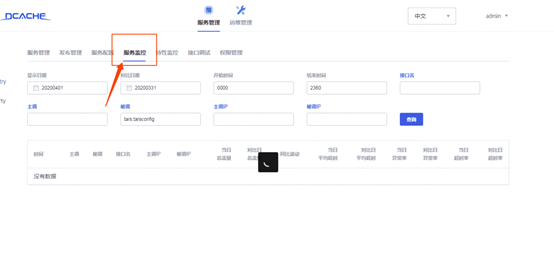 DCACHE
服务管理 运维管理
中文
admin
服务管理 发布管理 服务配置 服务监控 特性监控 接口调试 权限管理
try
ty
显示日期 对比日期 开始时间 结束时间 接口名
20200401 20200331 0000 2360
主调 被调 主调IP 被调IP
tars.tarsconfig
查询
时间 主调 被调 接口名 主调IP 被调IP 当日总流量 对比日总流量 同比波动 当日平均耗时 对比日平均耗时 当日异常率 对比日异常率 当日超时率 对比日超时率
没有数据